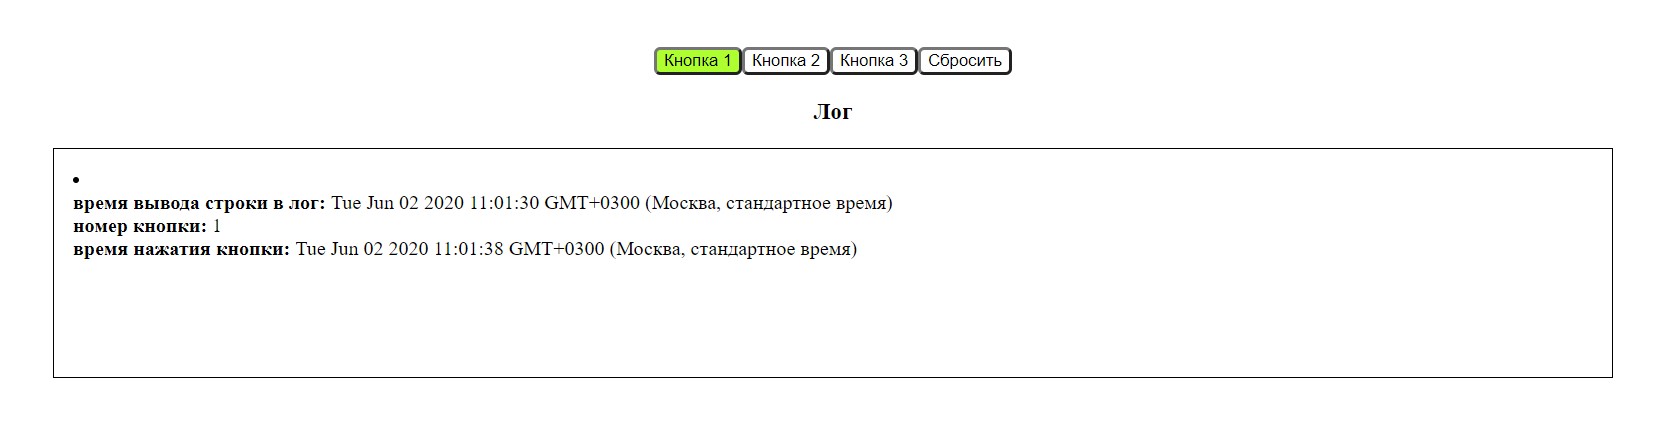 Кнопка 1 Кнопка 2 Кнопка 3 Сбросить
Лог
время вывода строки в лог: Tue Jun 02 2020 11:01:30 GMT+0300 (Москва, стандартное время)
номер кнопки: 1
время нажатия кнопки: Tue Jun 02 2020 11:01:38 GMT+0300 (Москва, стандартное время)